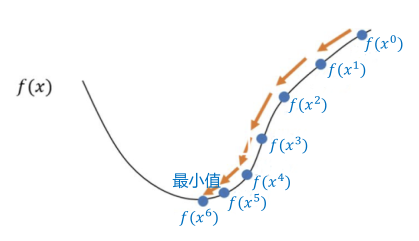 f(x⁰)
f(x¹)
f(x)
f(x²)
f(x³)
最小值
f(x⁴)
f(x⁵)
f(x⁶)